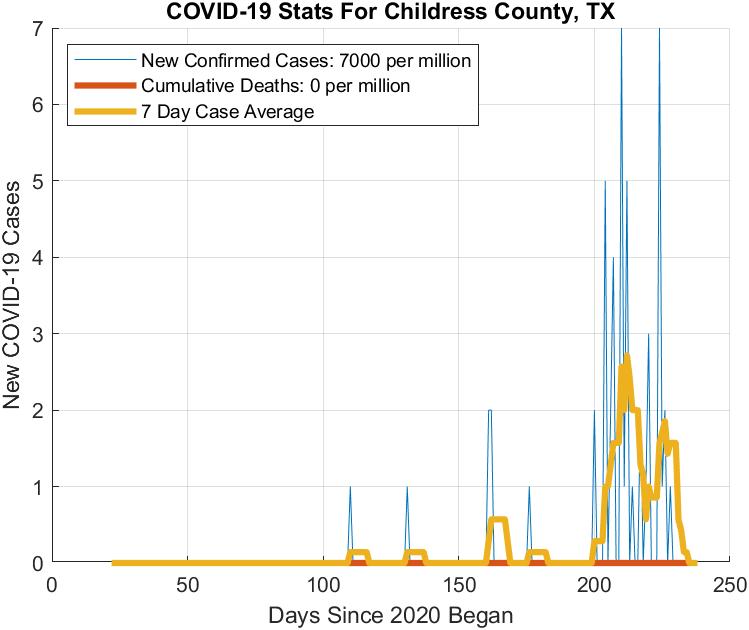 COVID-19 Stats For Childress County, TX
7
6
5
4
3
2
1
0
New COVID-19 Cases
New Confirmed Cases: 7000 per million
Cumulative Deaths: 0 per million
7 Day Case Average
0 50 100 150 200 250
Days Since 2020 Began